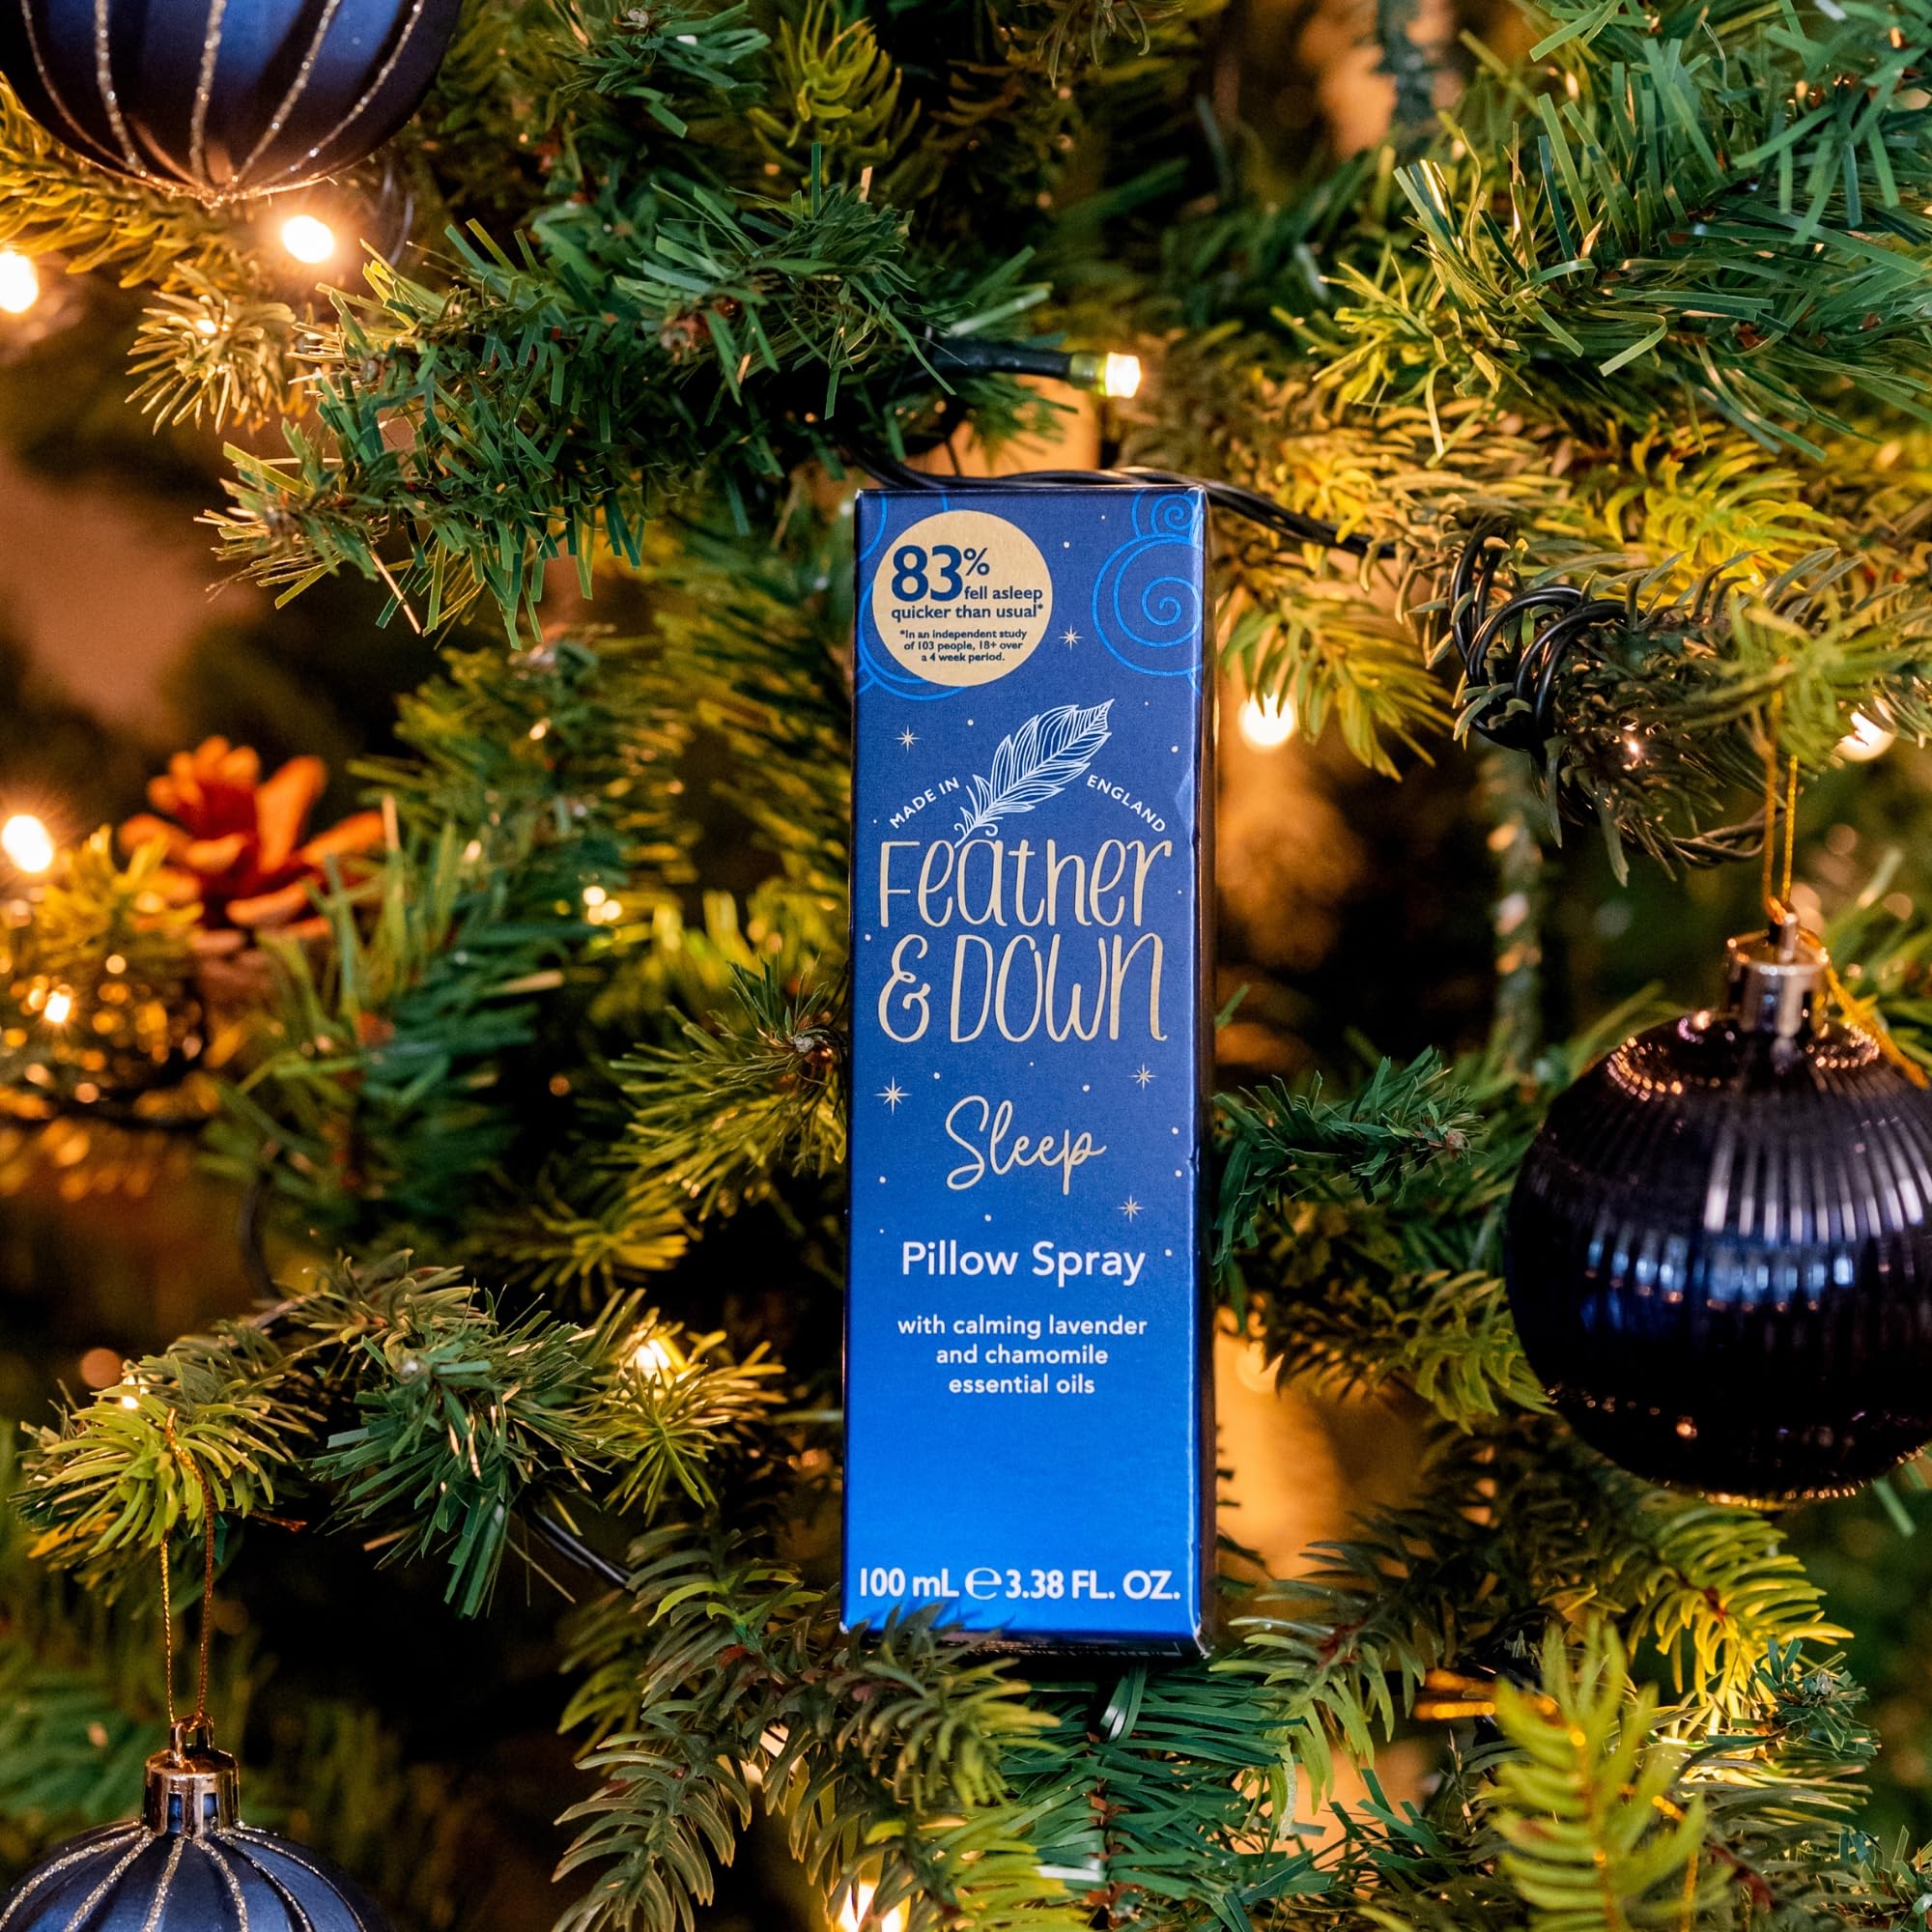 83%
fell asleep
quicker than usual*
*In an independent study
of 103 people, 18+ over
a 4 week period.
MADE IN ENGLAND
Feather
& Down
Sleep
Pillow Spray
with calming lavender
and chamomile
essential oils
100 mL ℮ 3.38 FL. OZ.